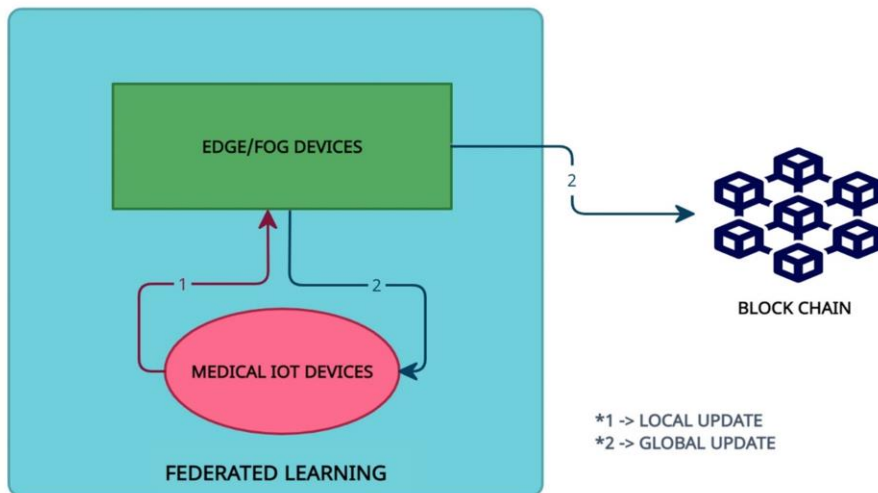 EDGE/FOG DEVICES
2
BLOCK CHAIN
1
2
MEDICAL IOT DEVICES
*1 -> LOCAL UPDATE
*2 -> GLOBAL UPDATE
FEDERATED LEARNING